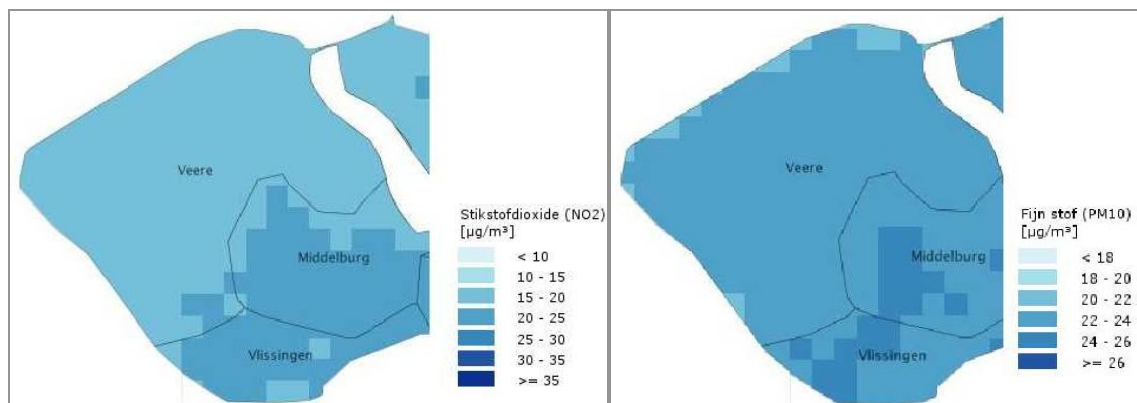 Veere
Middelburg
Vlissingen
Stikstofdioxide (NO2)
[µg/m³]
< 10
10 - 15
15 - 20
20 - 25
25 - 30
30 - 35
>= 35
Veere
Middelburg
Vlissingen
Fijn stof (PM10)
[µg/m³]
< 18
18 - 20
20 - 22
22 - 24
24 - 26
>= 26